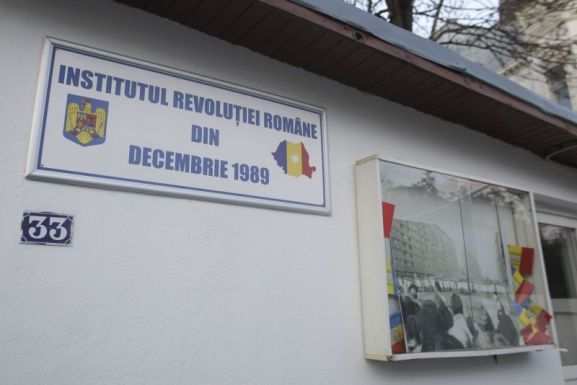 INSTITUTUL REVOLUȚIEI ROMÂNE
DIN
DECEMBRIE 1989
33